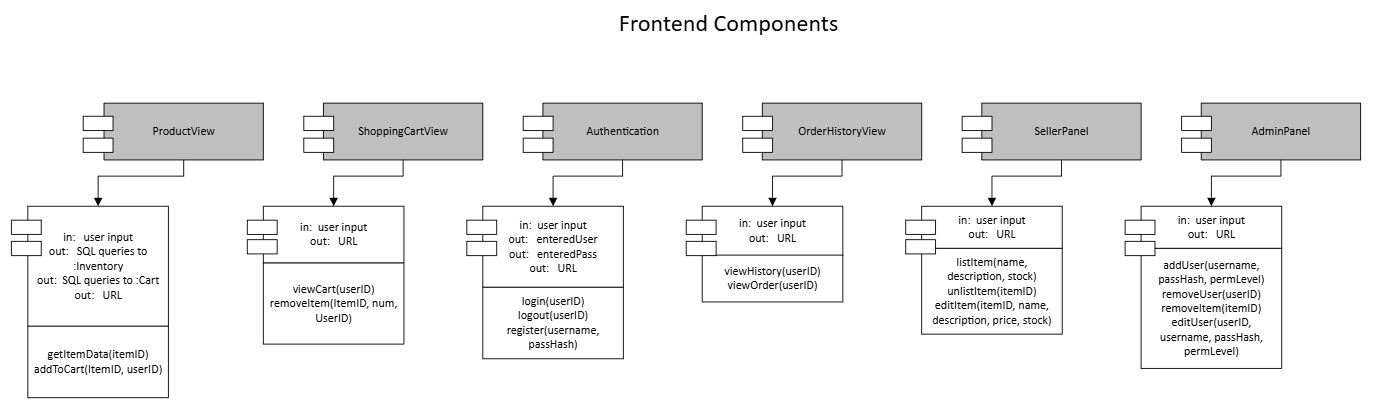 Frontend Components
ProductView
ShoppingCartView
Authentication
OrderHistoryView
SellerPanel
AdminPanel
in: user input
out: SQL queries to
:Inventory
out: SQL queries to :Cart
out: URL
getItemData(itemID)
addToCart(ItemID, userID)
in: user input
out: URL
viewCart(userID)
removeItem(ItemID, num,
UserID)
in: user input
out: enteredUser
out: enteredPass
out: URL
login(userID)
logout(userID)
register(username,
passHash)
in: user input
out: URL
viewHistory(userID)
viewOrder(userID)
in: user input
out: URL
listItem(name,
description, stock)
unlistItem(itemID)
editItem(itemID, name,
description, price, stock)
in: user input
out: URL
addUser(username,
passHash, permLevel)
removeUser(userID)
removeItem(itemID)
editUser(userID,
username, passHash,
permLevel)